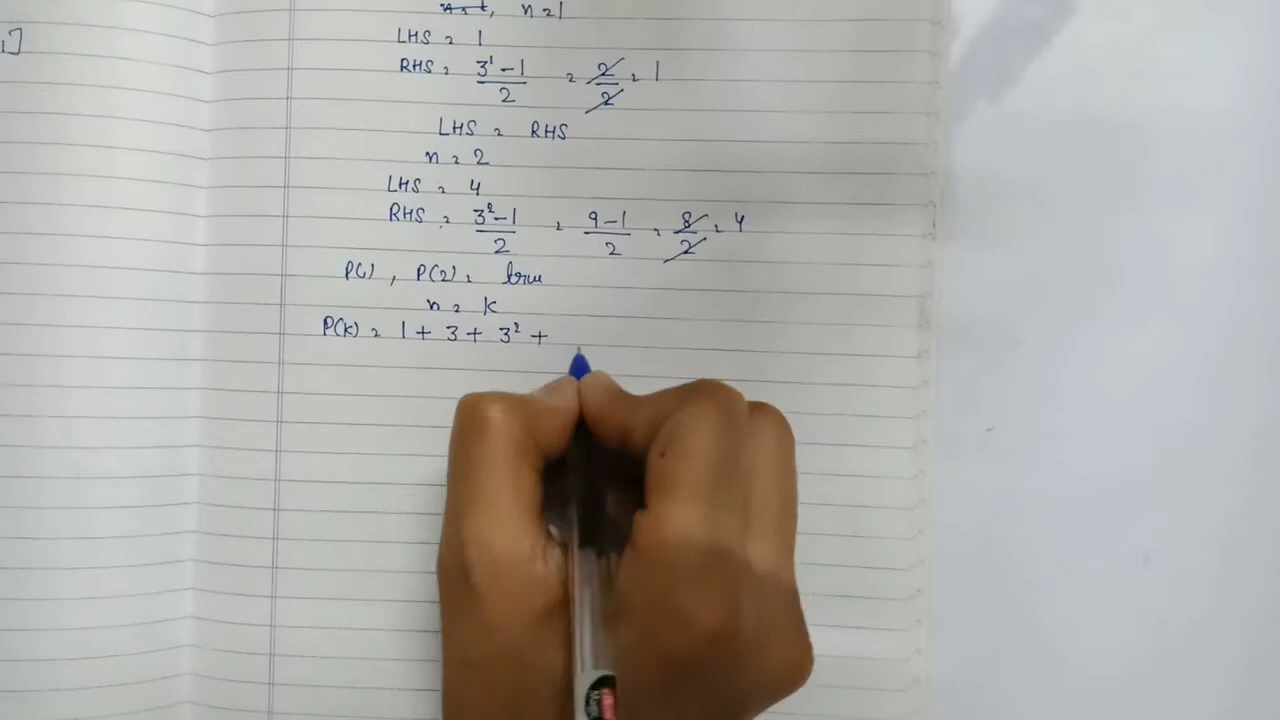 1]
n = 1
LHS = 1
RHS = 3¹ - 1 / 2 = 2 / 2 = 1
LHS = RHS
n = 2
LHS = 4
RHS = 3² - 1 / 2 = 9 - 1 / 2 = 8 / 2 = 4
P(1), P(2) = true
n = k
P(k) = 1 + 3 + 3² +